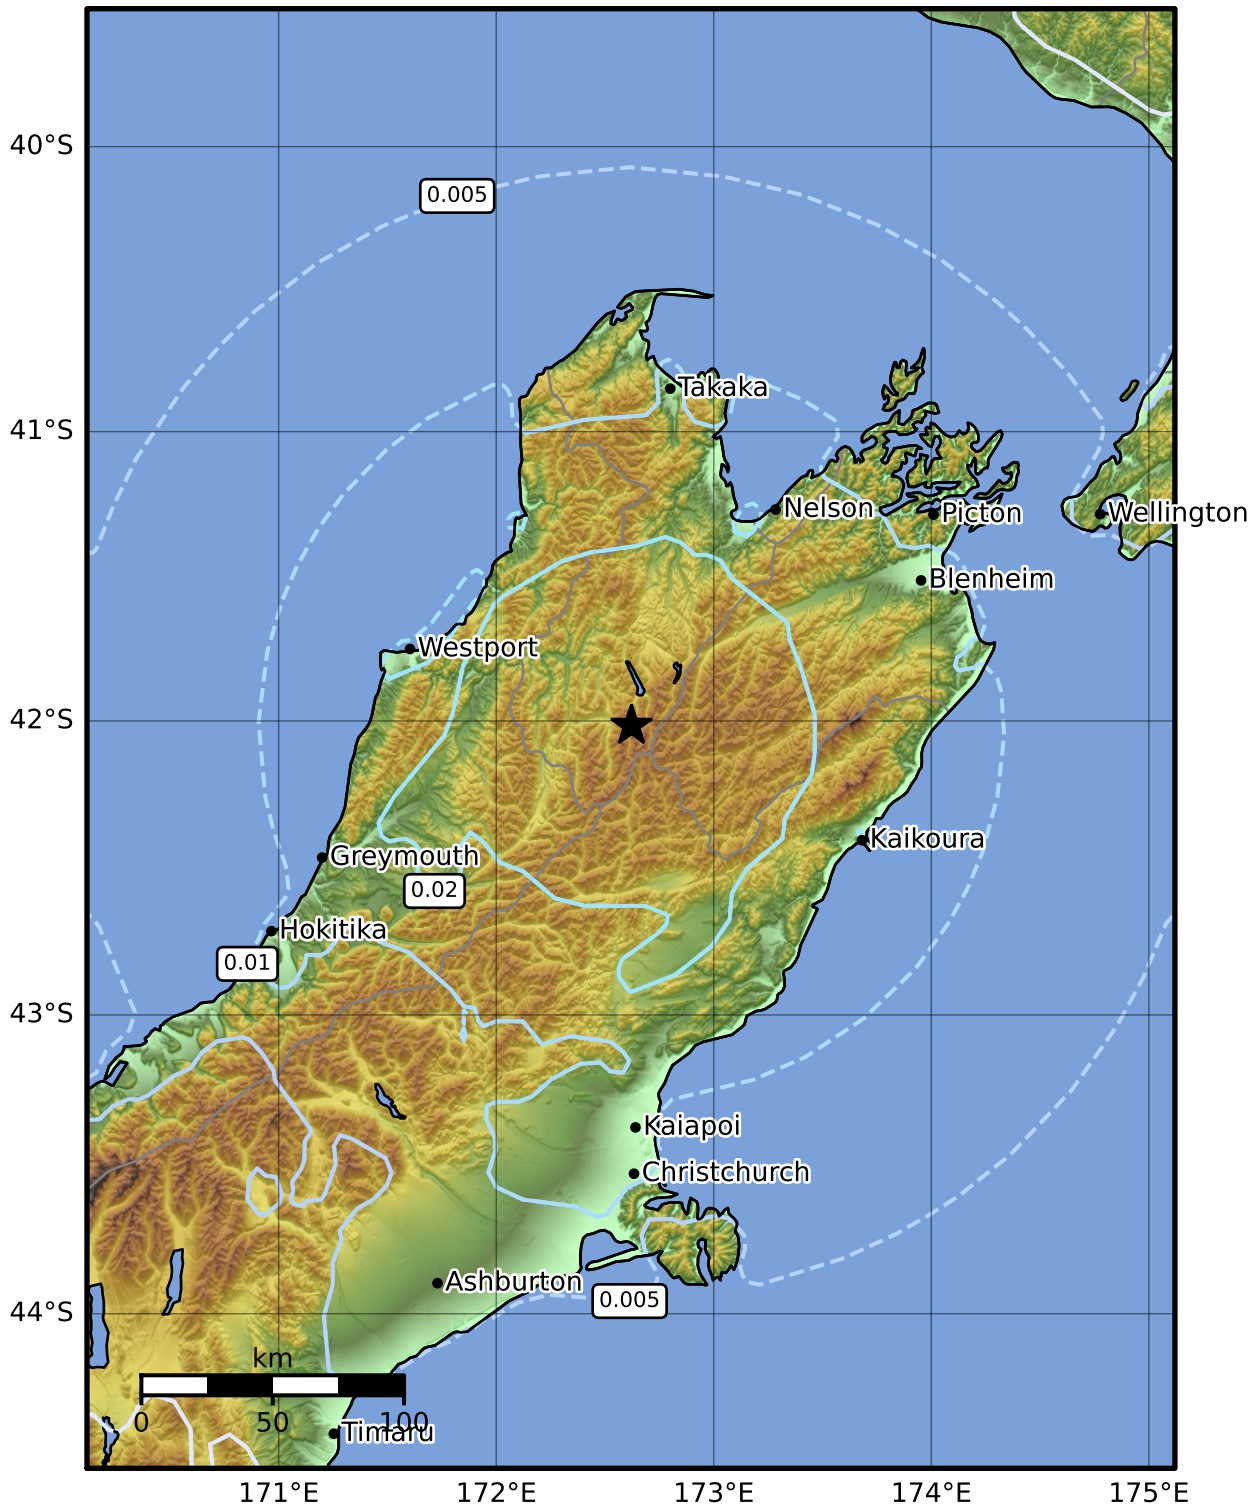 40°S
0.005
Takaka
41°S
Nelson
Picton
Wellington
Blenheim
Westport
42°S
Kaikoura
Greymouth
0.02
Hokitika
0.01
43°S
Kaiapoi
Christchurch
Ashburton
0.005
44°S
km
0 50 100
Timaru
171°E 172°E 173°E 174°E 175°E